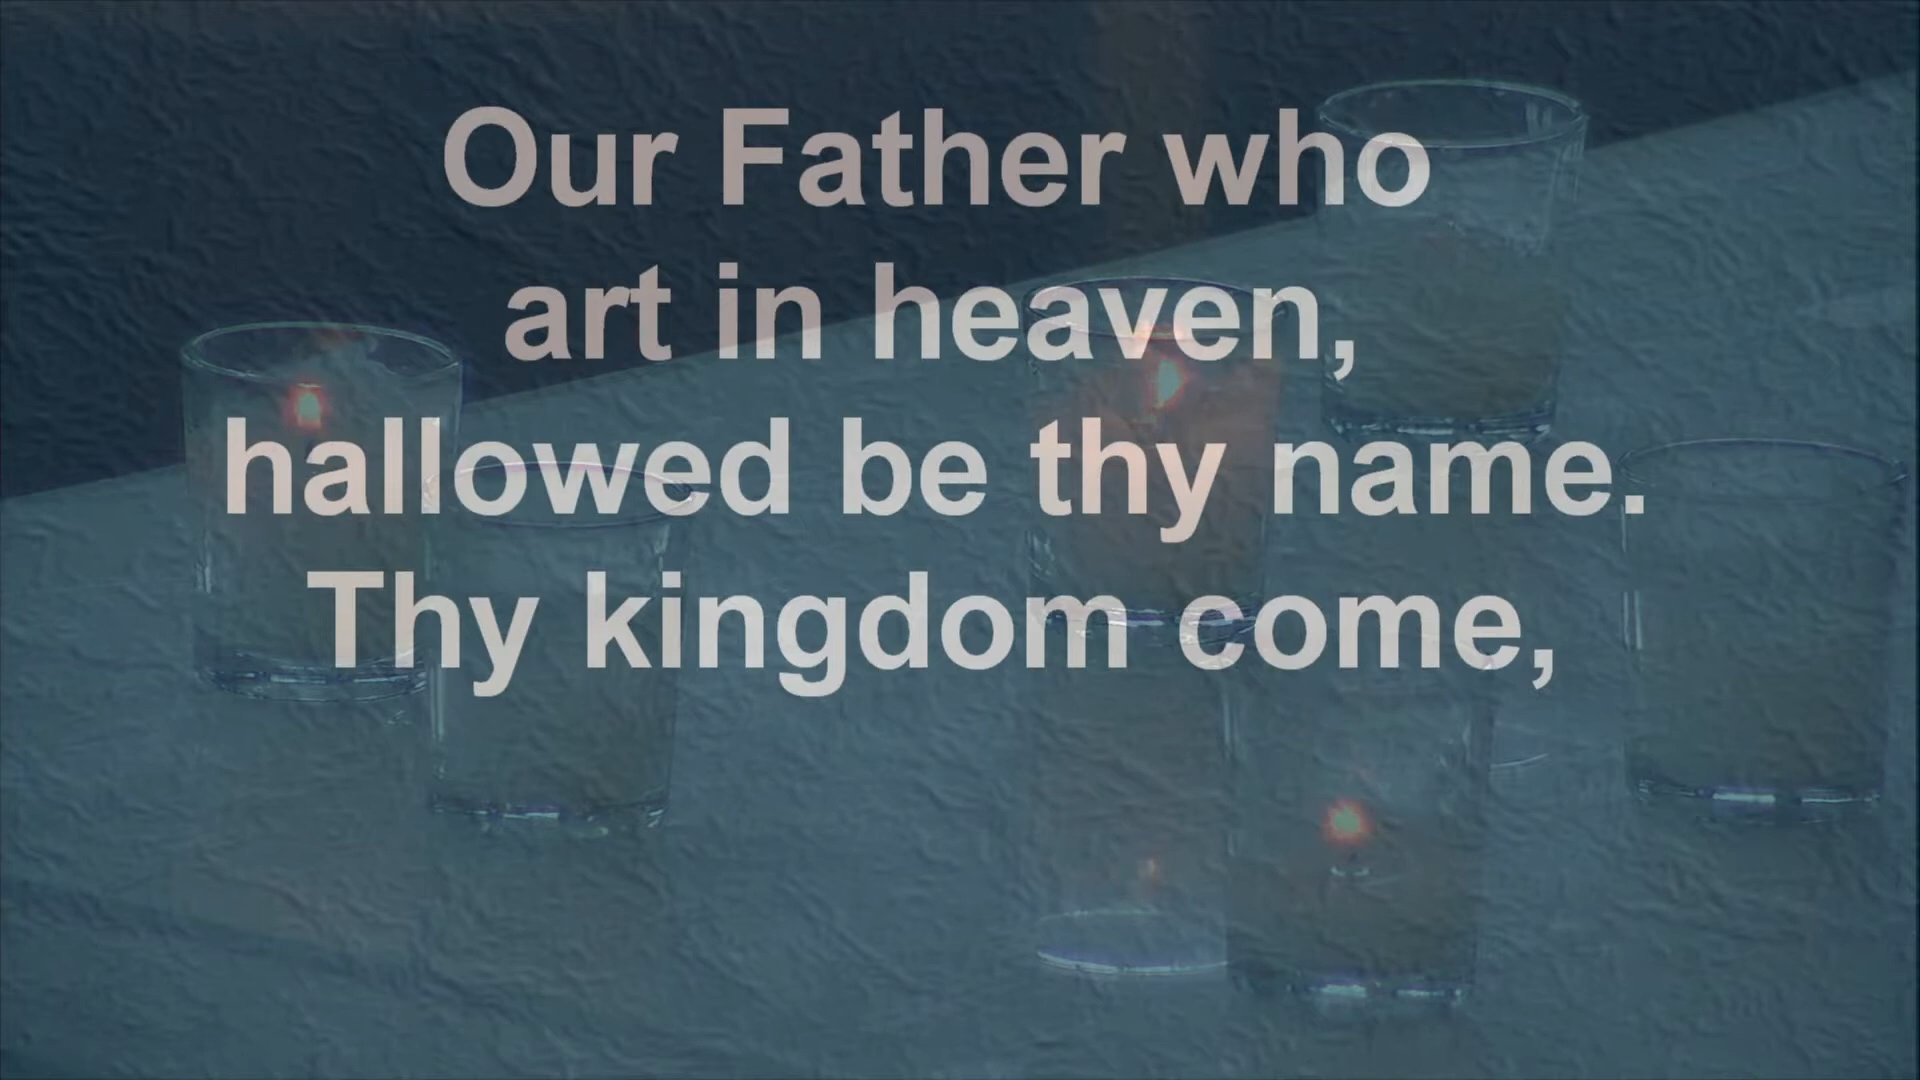 Our Father who
art in heaven,
hallowed be thy name.
Thy kingdom come,